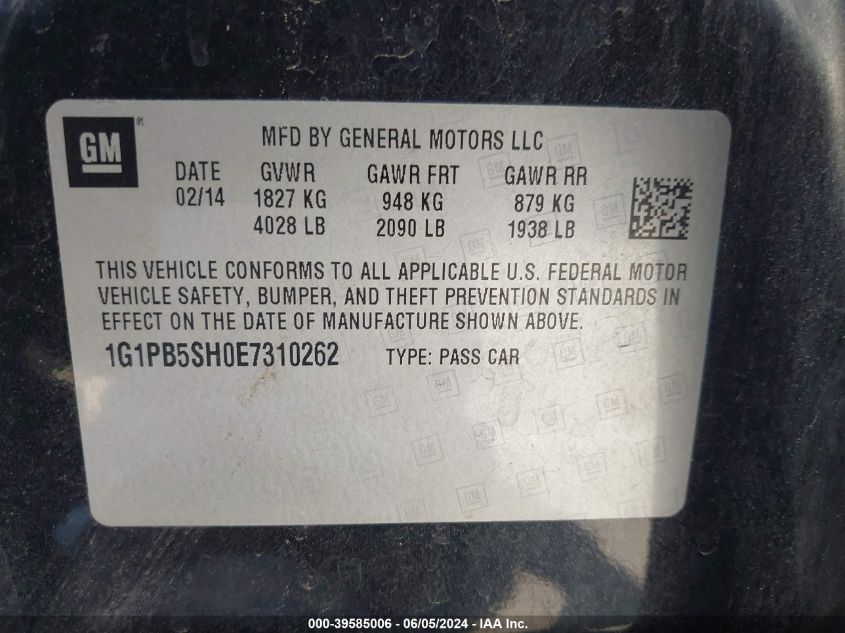 GM ®
MFD BY GENERAL MOTORS LLC
DATE GVWR GAWR FRT GAWR RR
02/14 1827 KG 948 KG 879 KG
4028 LB 2090 LB 1938 LB
THIS VEHICLE CONFORMS TO ALL APPLICABLE U.S. FEDERAL MOTOR
VEHICLE SAFETY, BUMPER, AND THEFT PREVENTION STANDARDS IN
EFFECT ON THE DATE OF MANUFACTURE SHOWN ABOVE.
1G1PB5SH0E7310262 TYPE: PASS CAR
000-39585006 - 06/05/2024 - IAA Inc.